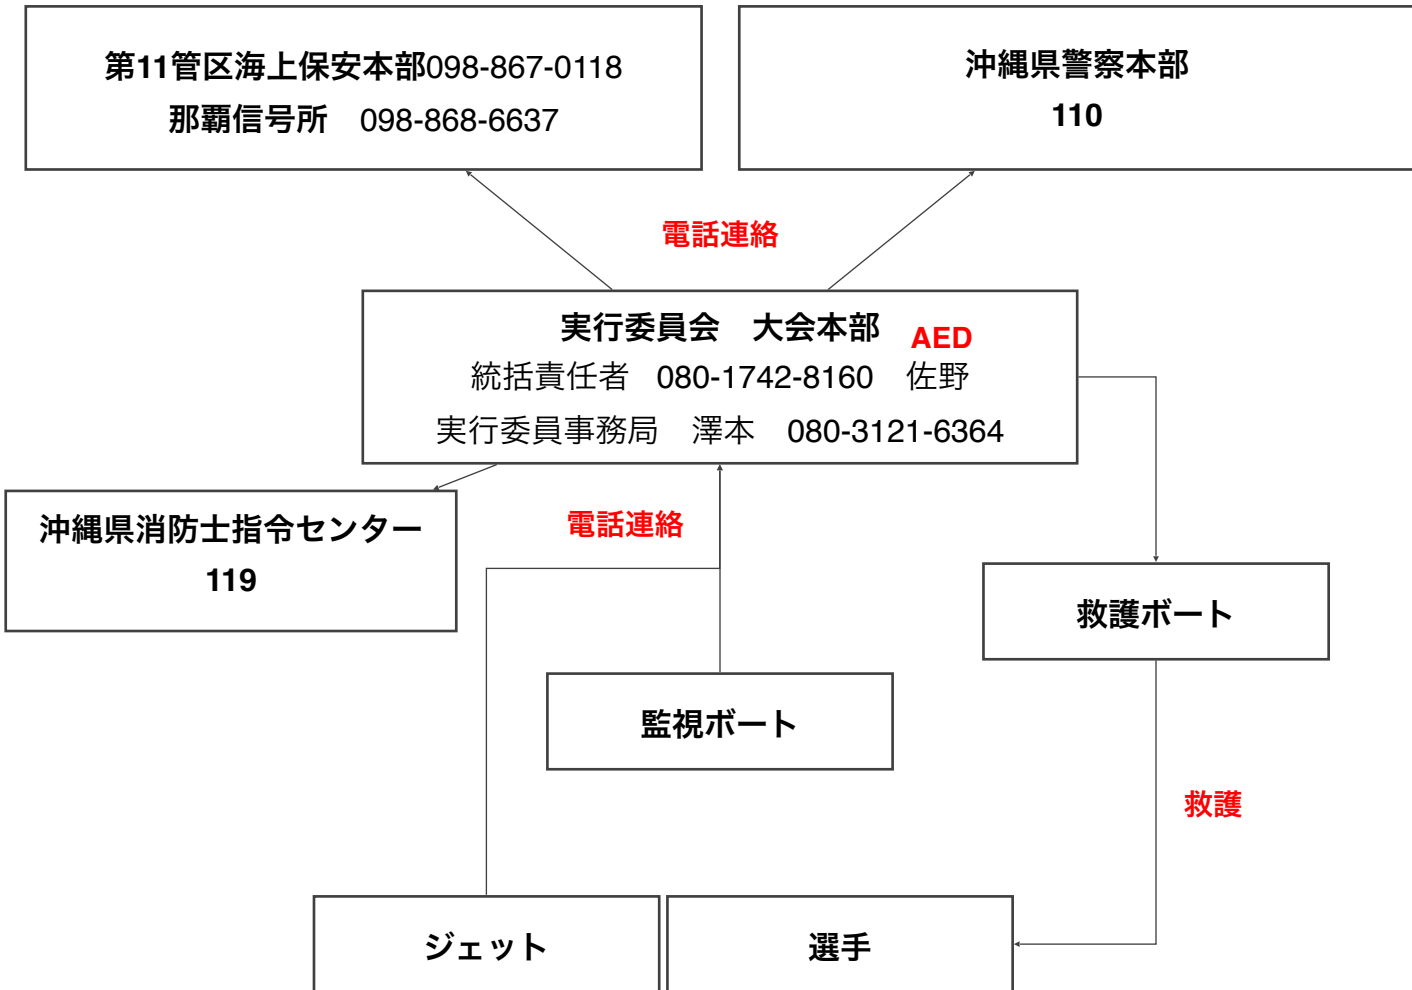 第11管区海上保安本部098-867-0118
那覇信号所　098-868-6637
沖縄県警察本部
110
電話連絡
実行委員会　大会本部
AED
統括責任者　080-1742-8160　佐野
実行委員事務局　澤本　080-3121-6364
沖縄県消防士指令センター
119
電話連絡
救護ボート
監視ボート
救護
ジェット
選手